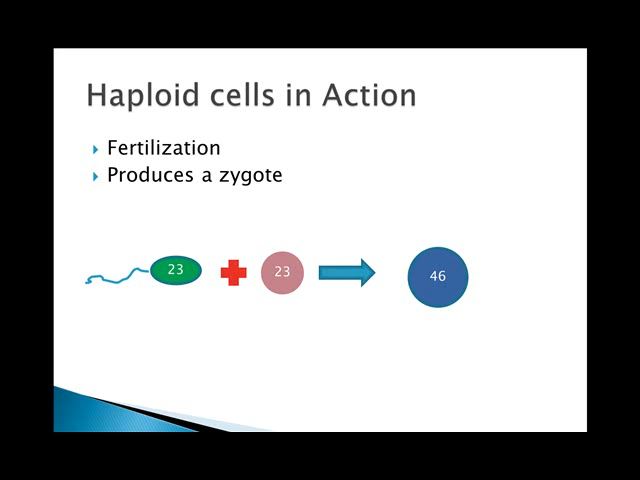 Haploid cells in Action
Fertilization
Produces a zygote
23 23 46